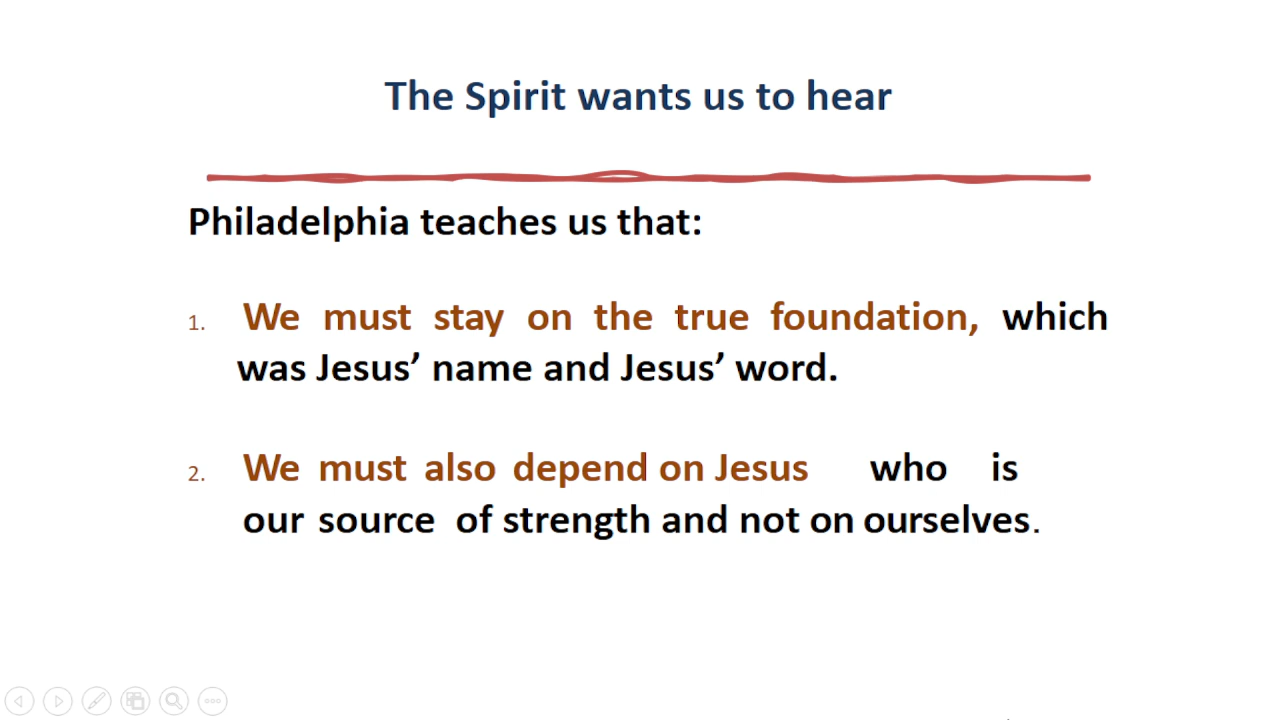 The Spirit wants us to hear
Philadelphia teaches us that:
1. We must stay on the true foundation, which
was Jesus’ name and Jesus’ word.
2. We must also depend on Jesus who is
our source of strength and not on ourselves.